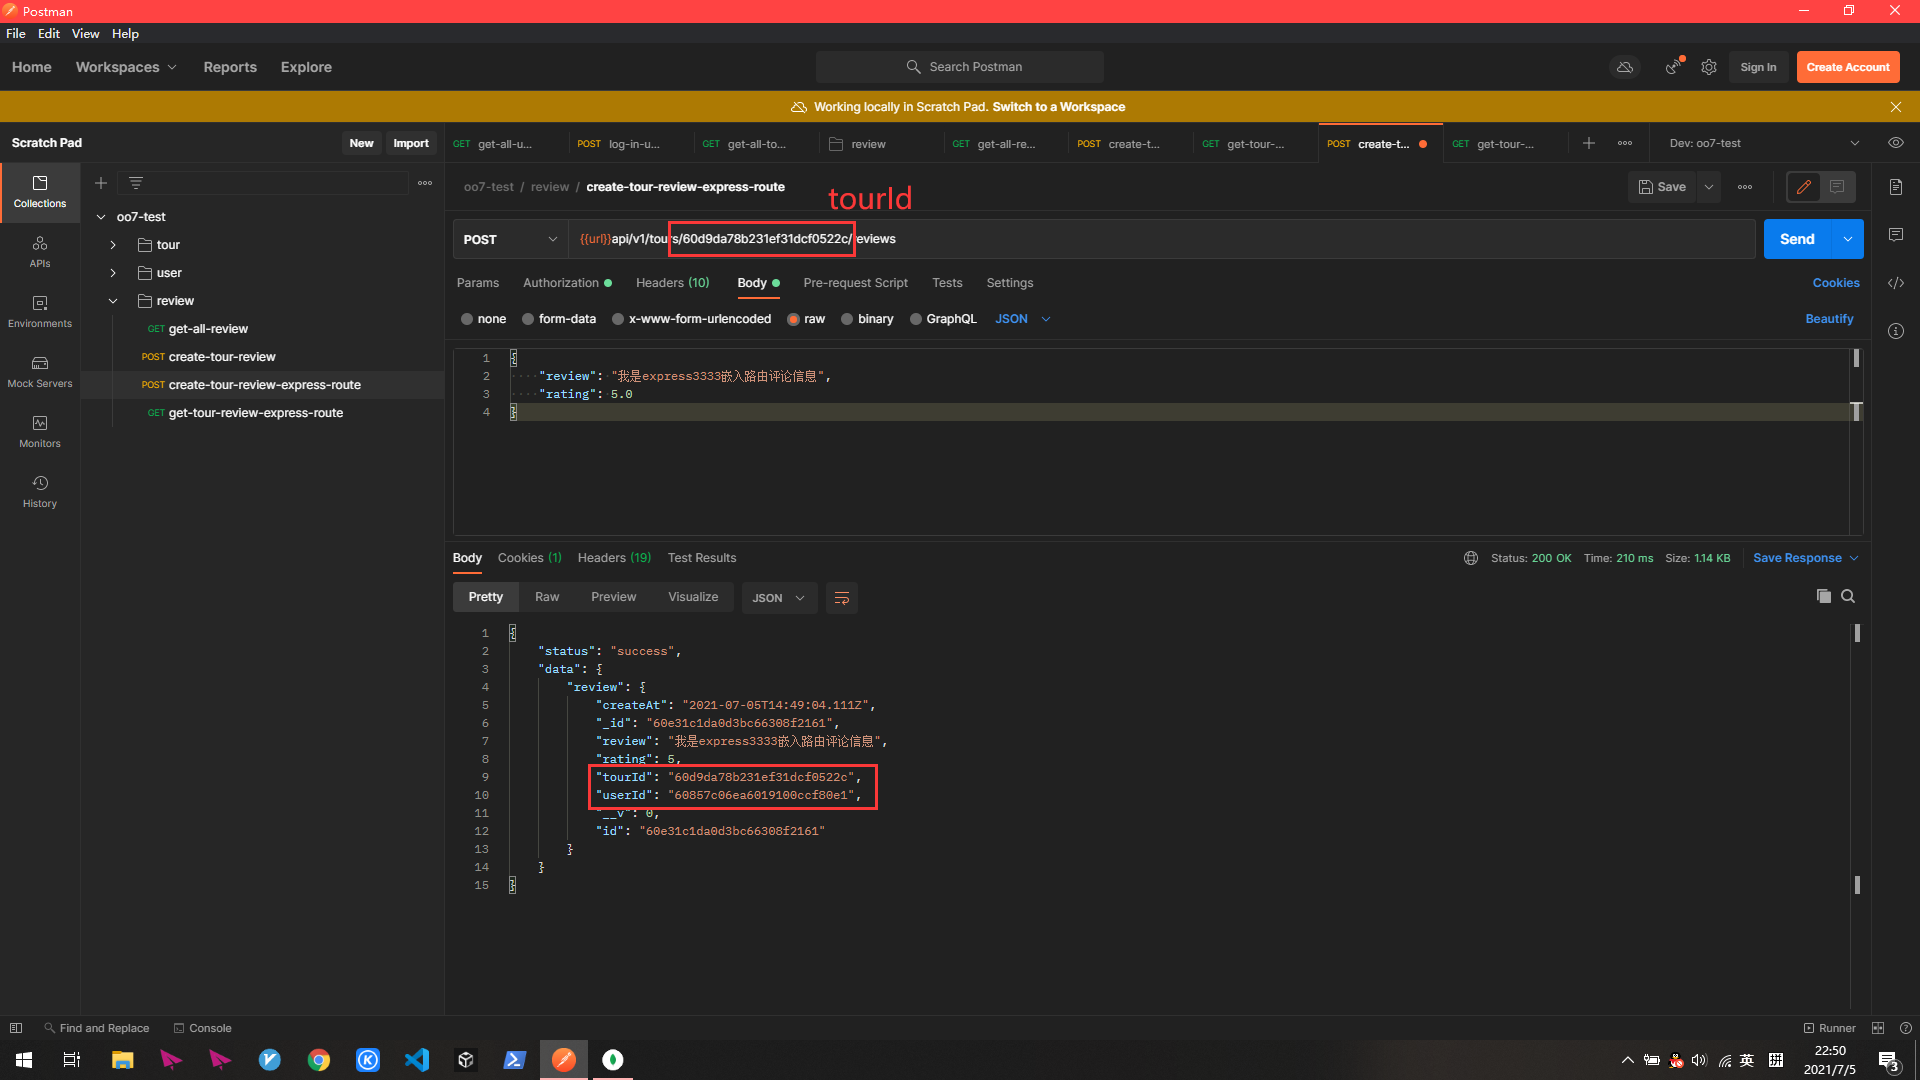 Postman
File Edit View Help
Home Workspaces Reports Explore
Search Postman
Sign In Create Account
Working locally in Scratch Pad. Switch to a Workspace
Scratch Pad New Import
GET get-all-u... POST log-in-u... GET get-all-to... review GET get-all-re... POST create-t... GET get-tour-... POST create-t... GET get-tour-... Dev: oo7-test
Collections
APIs
Environments
Mock Servers
Monitors
History
oo7-test
tour
user
review
GET get-all-review
POST create-tour-review
POST create-tour-review-express-route
GET get-tour-review-express-route
oo7-test / review / create-tour-review-express-route
tourId
Save
POST {{url}}api/v1/tours/60d9da78b231ef31dcf0522c/reviews Send
Params Authorization Headers (10) Body Pre-request Script Tests Settings Cookies
none form-data x-www-form-urlencoded raw binary GraphQL JSON Beautify
1 {
2 "review": "我是express3333嵌入路由评论信息",
3 "rating": 5.0
4 }
Body Cookies (1) Headers (19) Test Results Status: 200 OK Time: 210 ms Size: 1.14 KB Save Response
Pretty Raw Preview Visualize JSON
1 {
2 "status": "success",
3 "data": {
4 "review": {
5 "createAt": "2021-07-05T14:49:04.111Z",
6 "_id": "60e31c1da0d3bc66308f2161",
7 "review": "我是express3333嵌入路由评论信息",
8 "rating": 5,
9 "tourId": "60d9da78b231ef31dcf0522c",
10 "userId": "60857c06ea6019100ccf80e1",
11 "__v": 0,
12 "id": "60e31c1da0d3bc66308f2161"
13 }
14 }
15 }
Find and Replace Console Runner
英 拼
22:50
2021/7/5
3